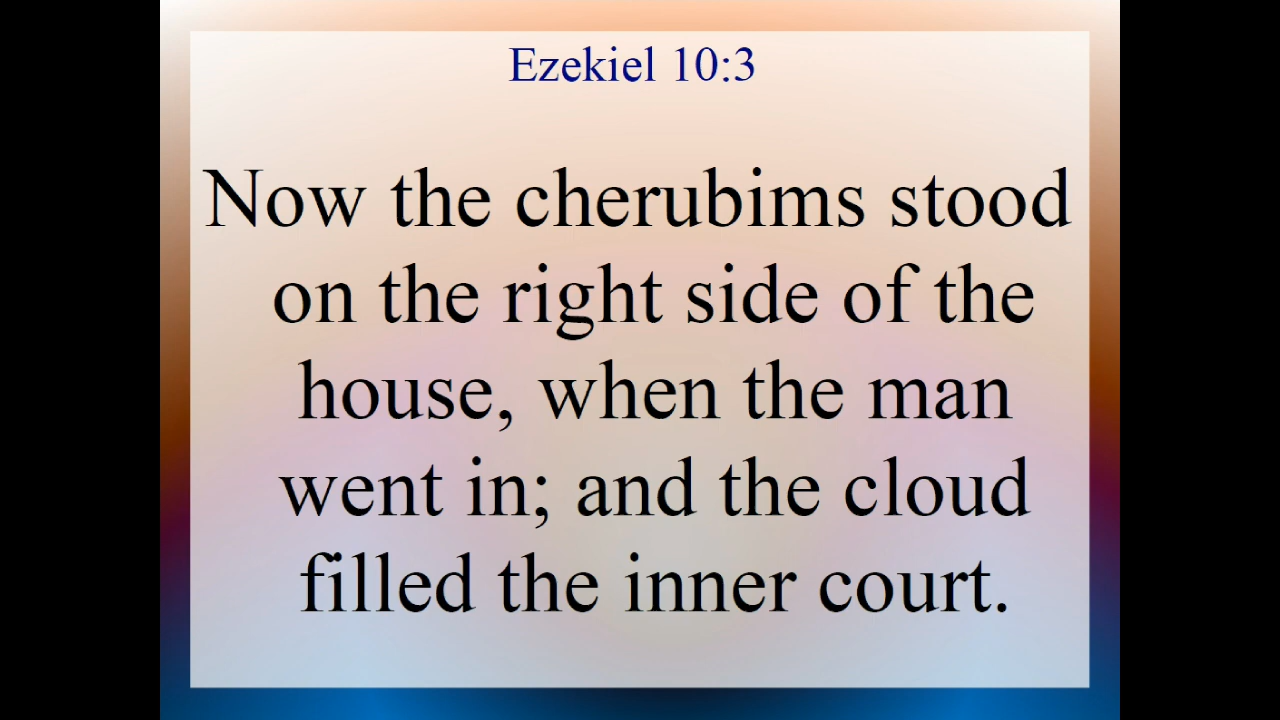 Ezekiel 10:3
Now the cherubims stood
on the right side of the
house, when the man
went in; and the cloud
filled the inner court.